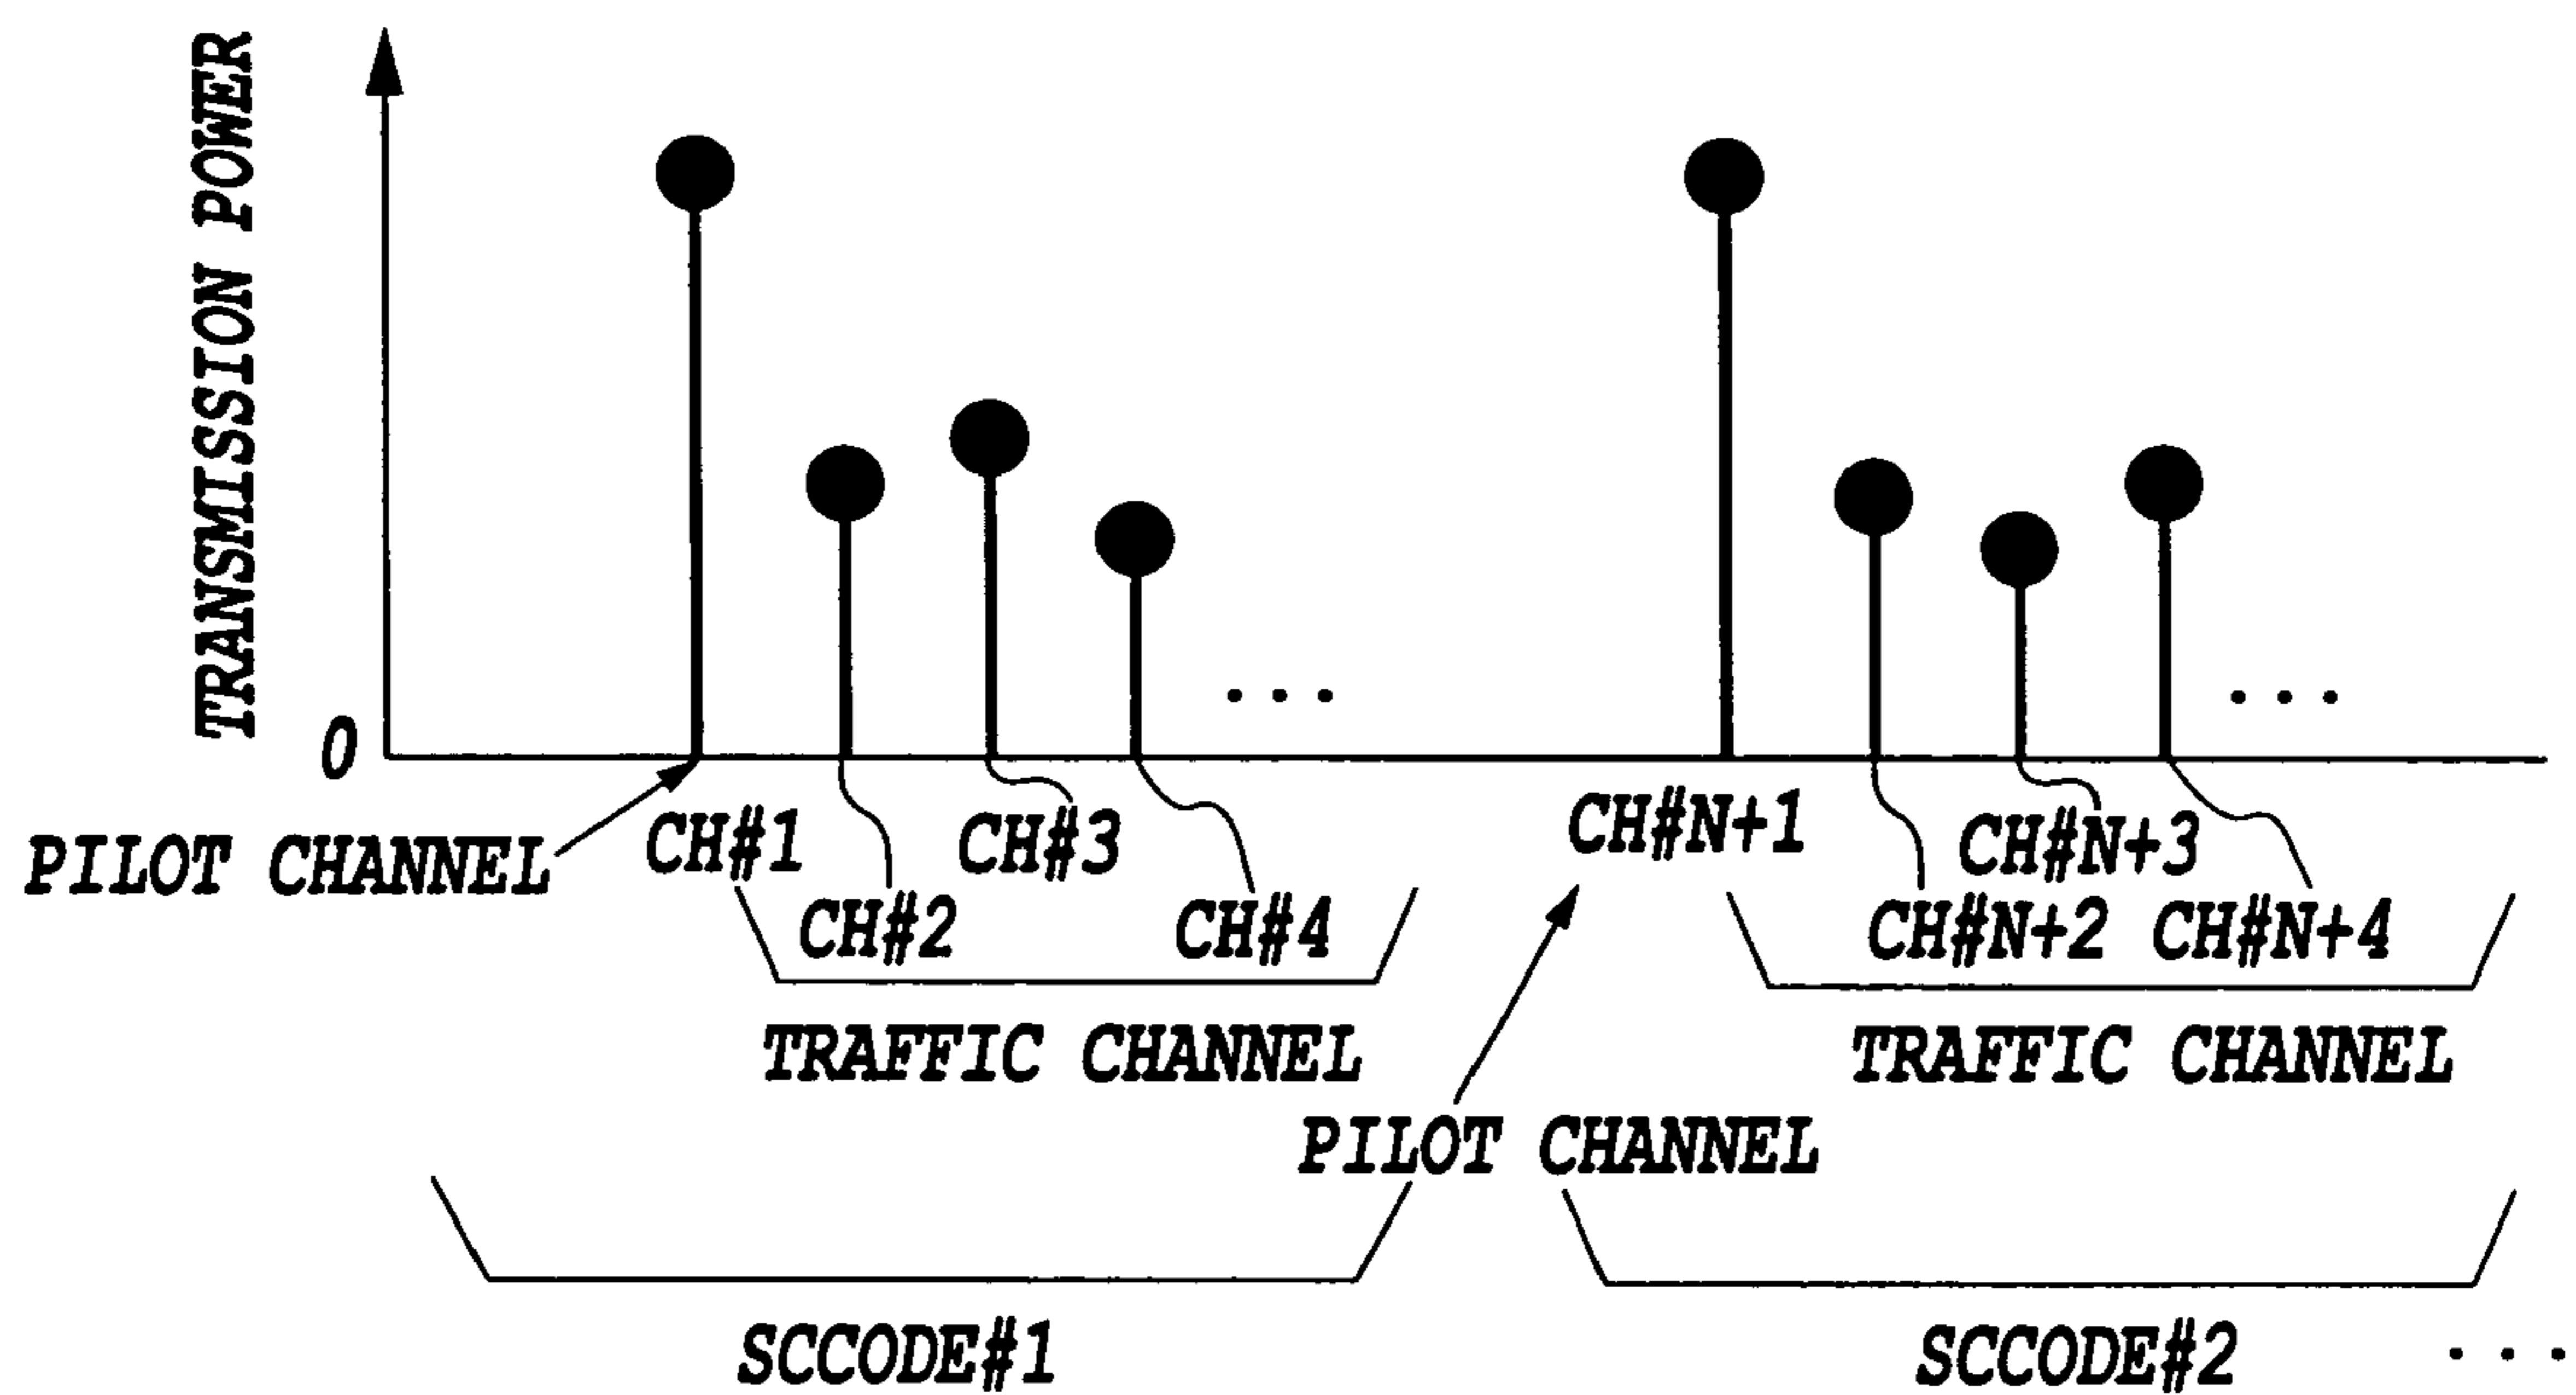 TRANSMISSION POWER
0
PILOT CHANNEL
CH#1
CH#2
CH#3
CH#4
...
TRAFFIC CHANNEL
CH#N+1
CH#N+2
CH#N+3
CH#N+4
...
TRAFFIC CHANNEL
PILOT CHANNEL
SCCODE#1
SCCODE#2
...